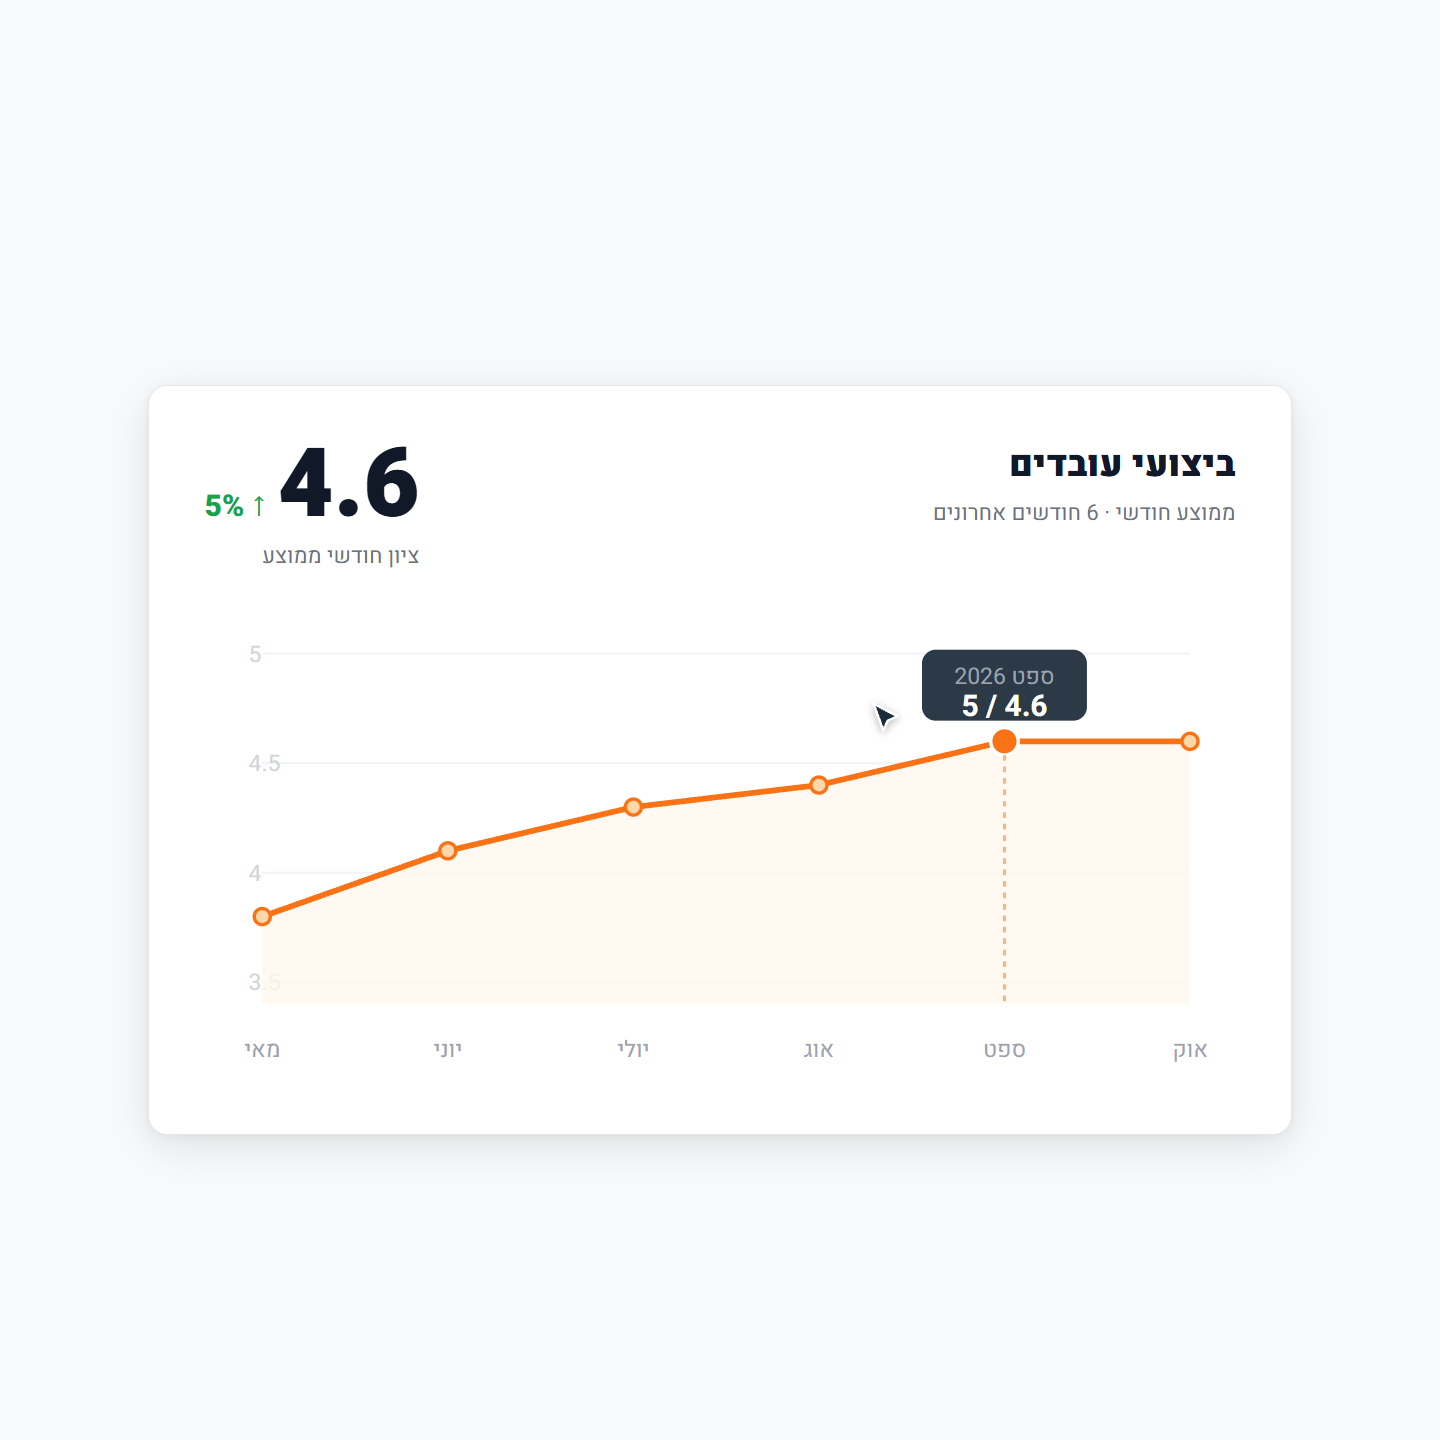 ביצועי עובדים
ממוצע חודשי · 6 חודשים אחרונים
4.6 ↑ 5%
ציון חודשי ממוצע
5
4.5
4
3.5
ספט 2026
4.6 / 5
מאי יוני יולי אוג ספט אוק